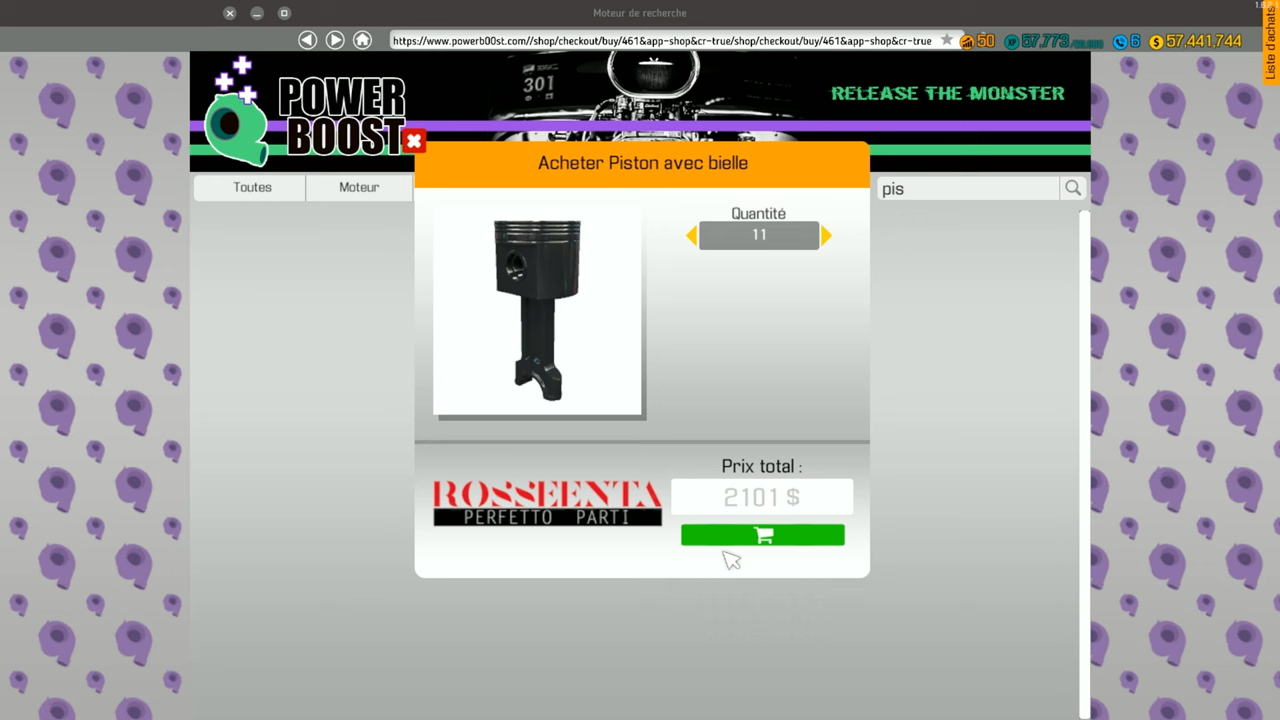 Moteur de recherche
https://www.powerb00st.com//shop/checkout/buy/461&app-shop&cr-true/shop/checkout/buy/461&app-shop&cr-true
50
57,773
6
57,441,744
Liste d'achats
301
POWER
BOOST
RELEASE THE MONSTER
Acheter Piston avec bielle
Toutes
Moteur
pis
Quantité
11
Prix total :
2101 $
ROSSEENTA
PERFETTO PARTI